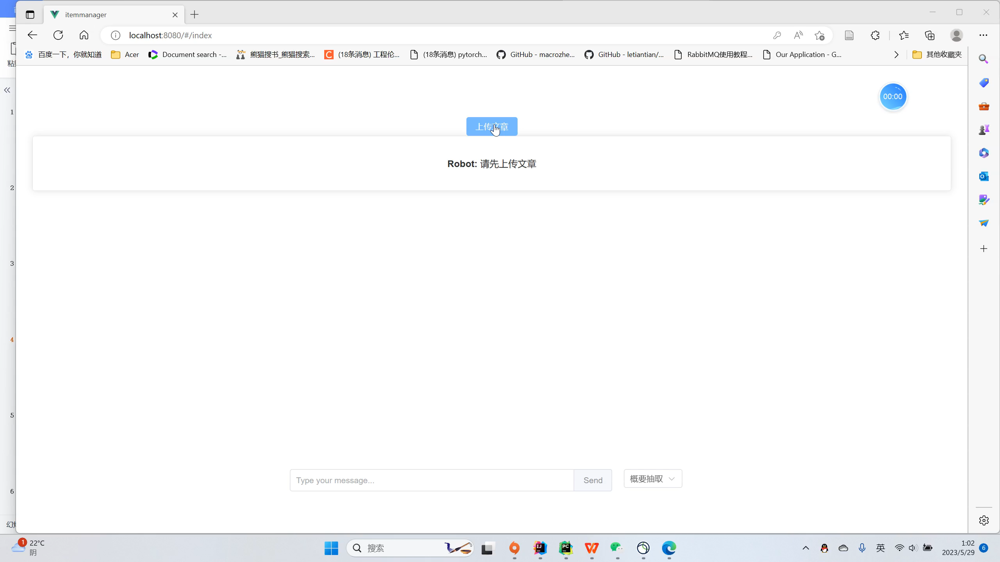 itemmanager
localhost:8080/#/index
百度一下，你就知道
Acer
Document search -...
熊猫搜书_熊猫搜索...
(18条消息) 工程伦...
(18条消息) pytorch...
GitHub - macrozhe...
GitHub - letiantian/...
RabbitMQ使用教程...
Our Application - G...
其他收藏夹
00:00
上传文章
Robot: 请先上传文章
1
2
3
4
5
6
Type your message...
Send
概要抽取
1
22°C
阴
搜索
英
1:02
2023/5/29
6